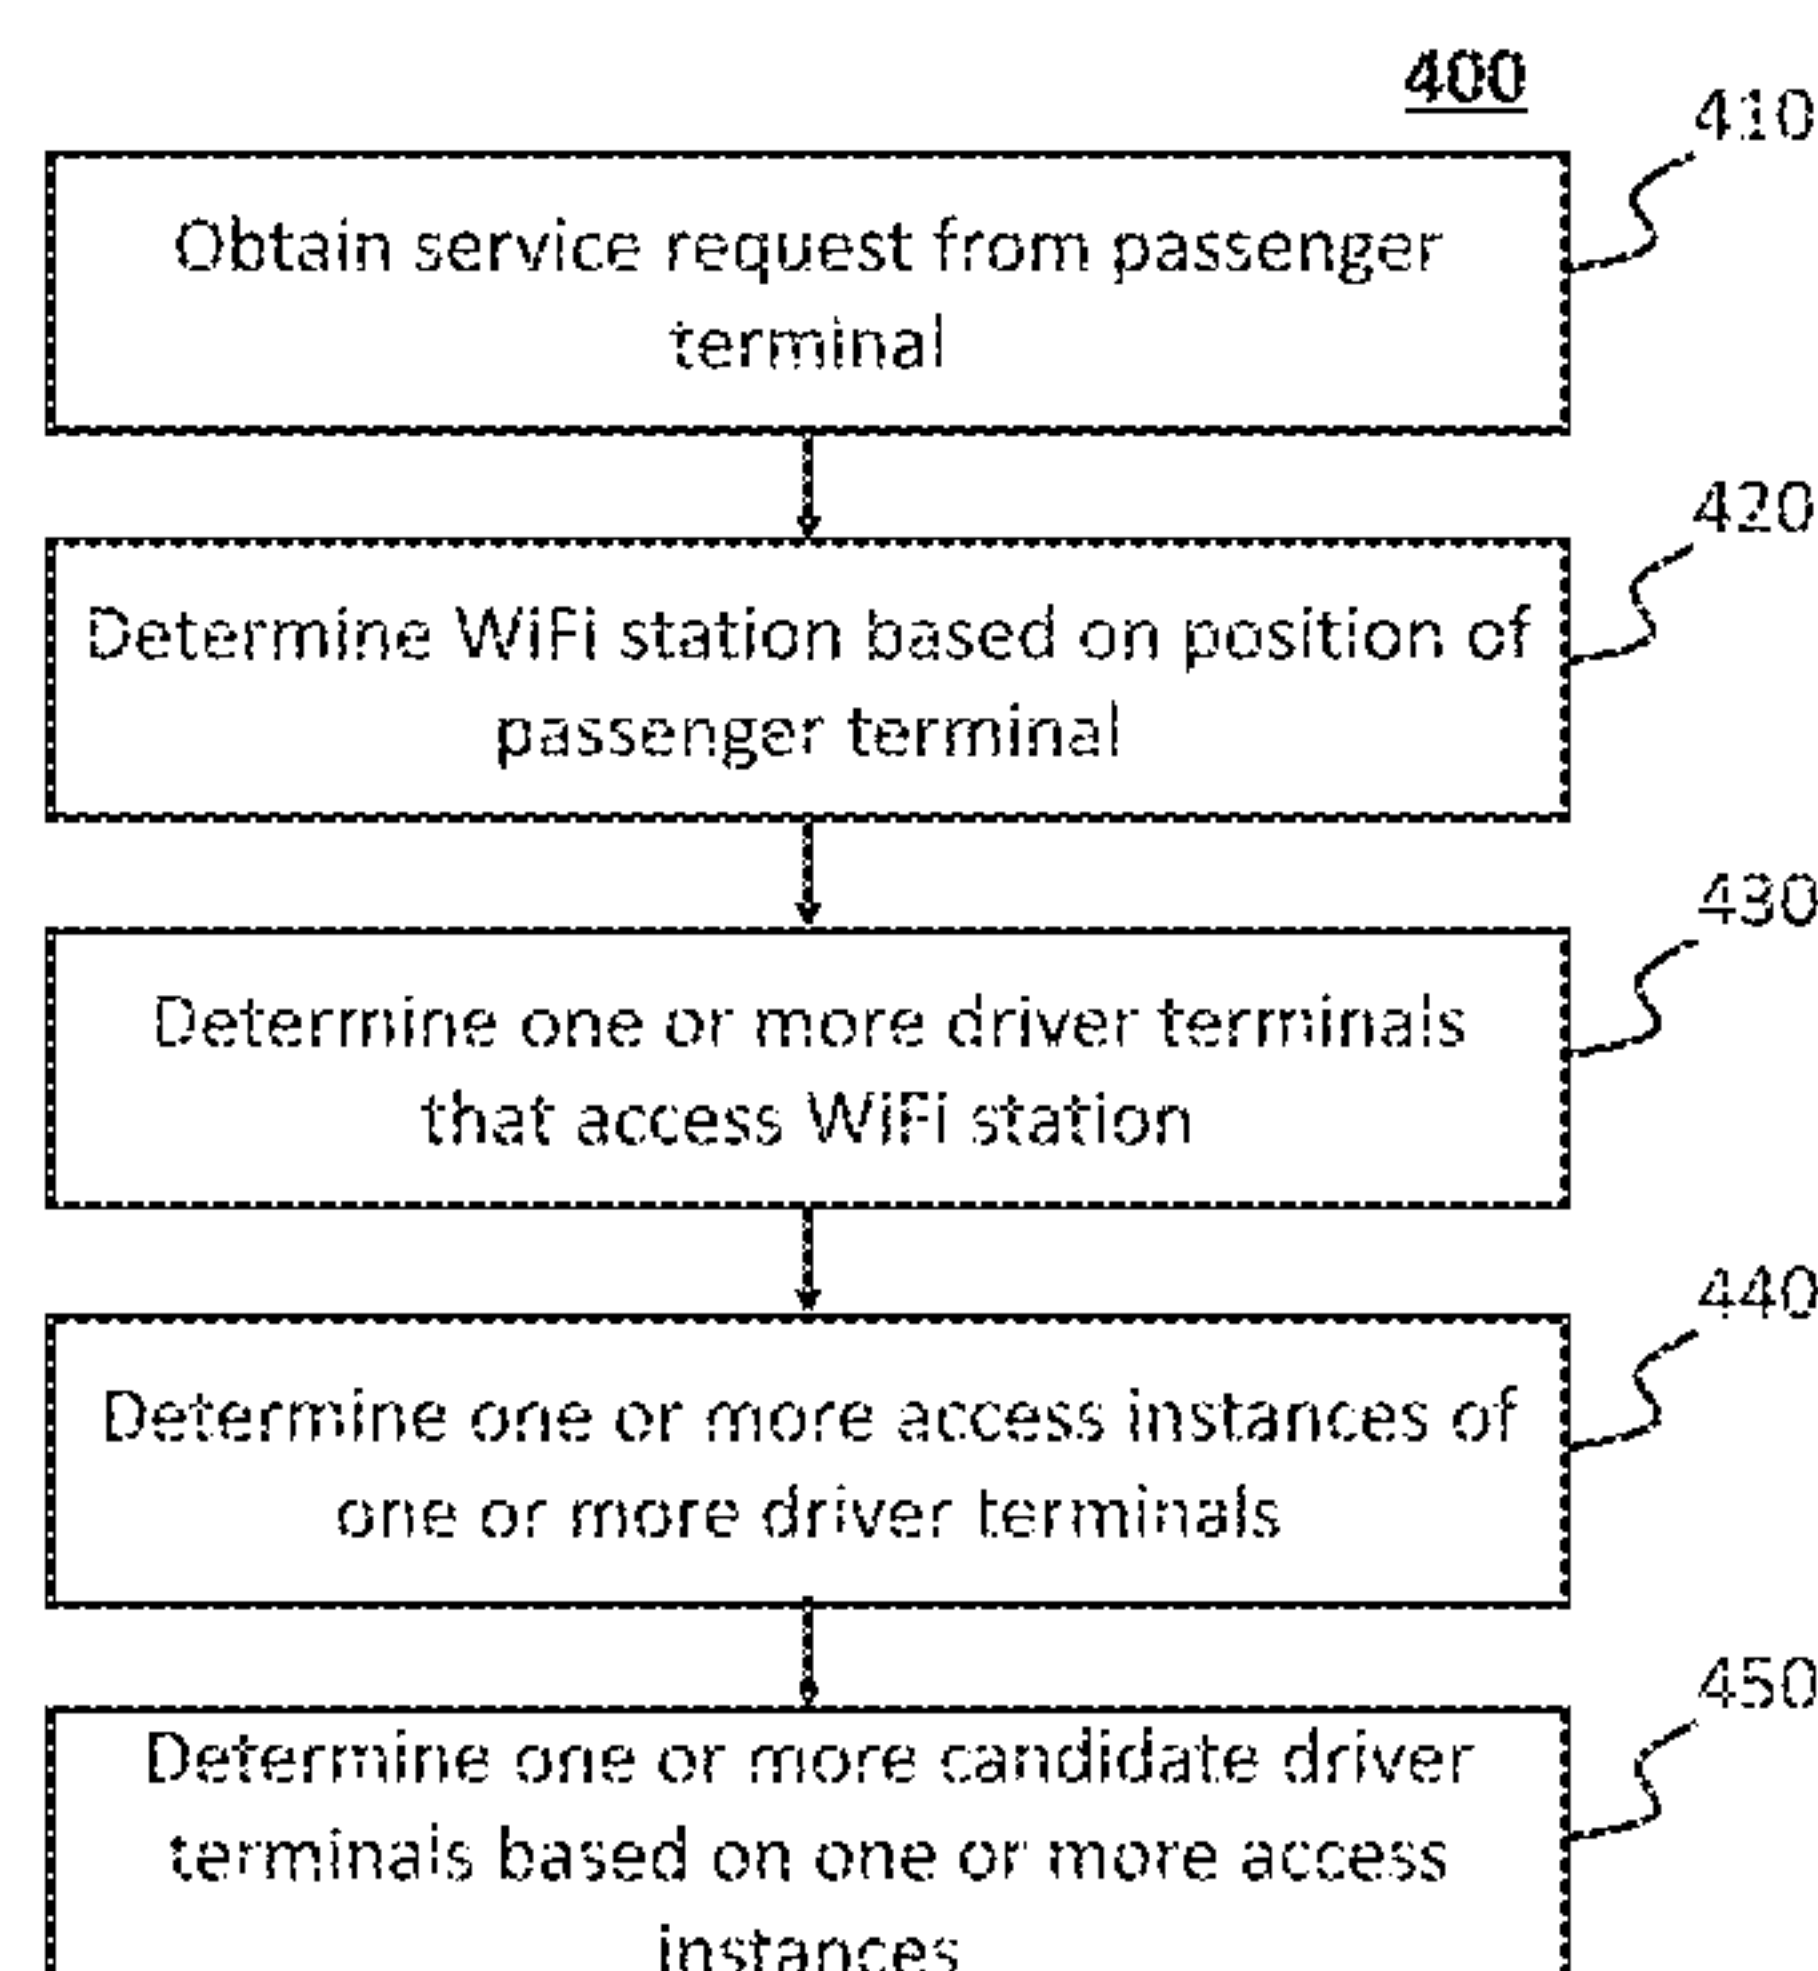 400
410
Obtain service request from passenger
terminal
420
Determine WiFi station based on position of
passenger terminal
430
Determine one or more driver terminals
that access WiFi station
440
Determine one or more access instances of
one or more driver terminals
450
Determine one or more candidate driver
terminals based on one or more access
instances